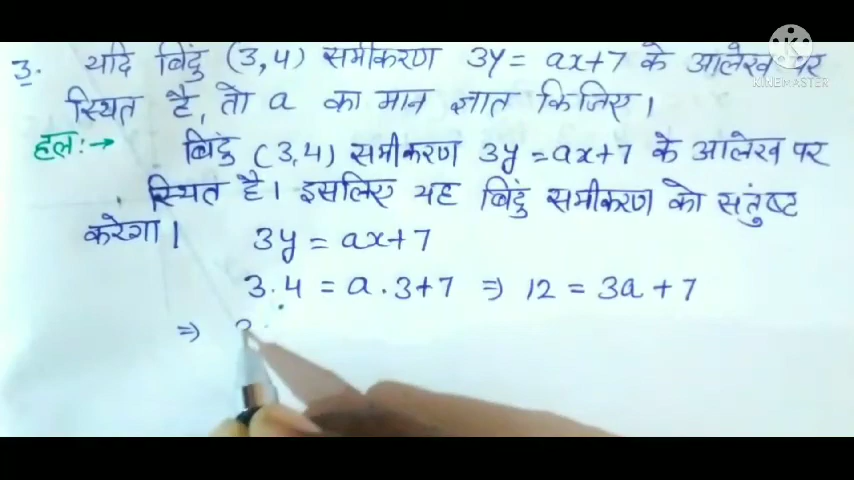 3. यदि बिंदु (3,4) समीकरण 3y = ax+7 के आलेख पर
स्थित है, तो a का मान ज्ञात किजिए।
हल:→ बिंदु (3,4) समीकरण 3y = ax+7 के आलेख पर
स्थित है। इसलिए यह बिंदु समीकरण को संतुष्ट
करेगा। 3y = ax+7
3.4 = a.3+7 ⇒ 12 = 3a+7
⇒
KINEMASTER